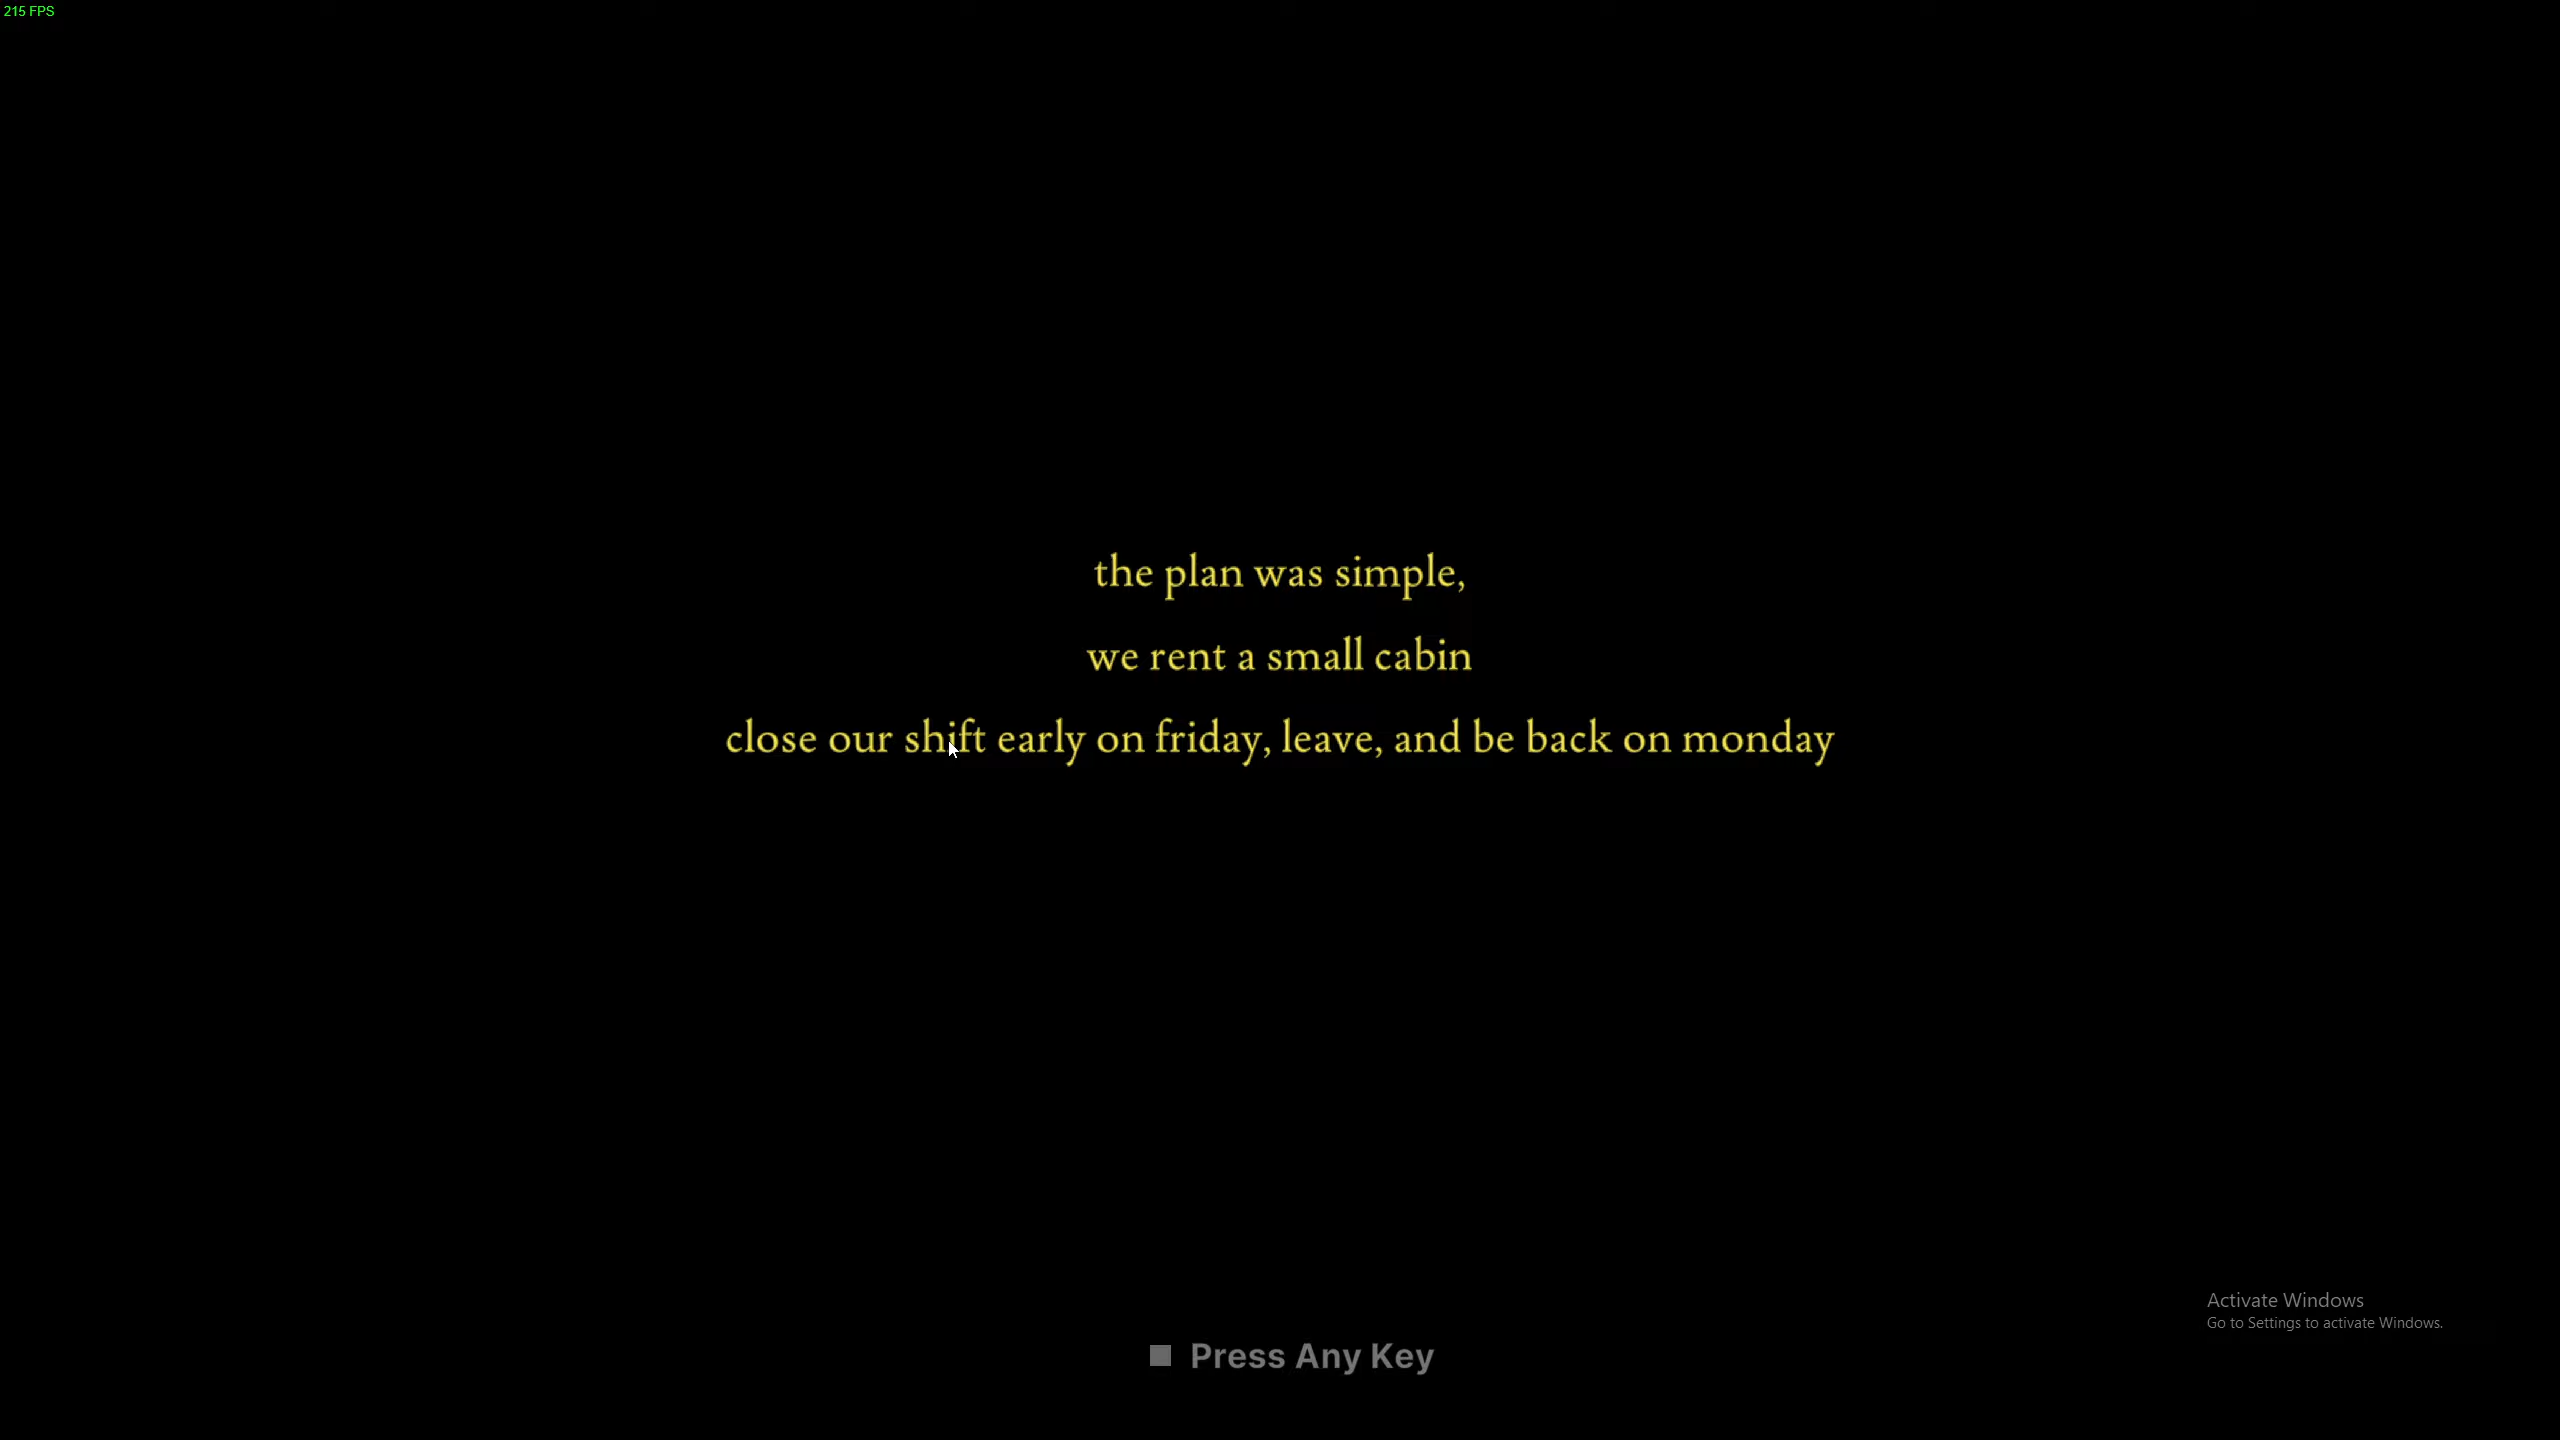 215 FPS
the plan was simple,
we rent a small cabin
close our shift early on friday, leave, and be back on monday
Activate Windows
Go to Settings to activate Windows.
Press Any Key